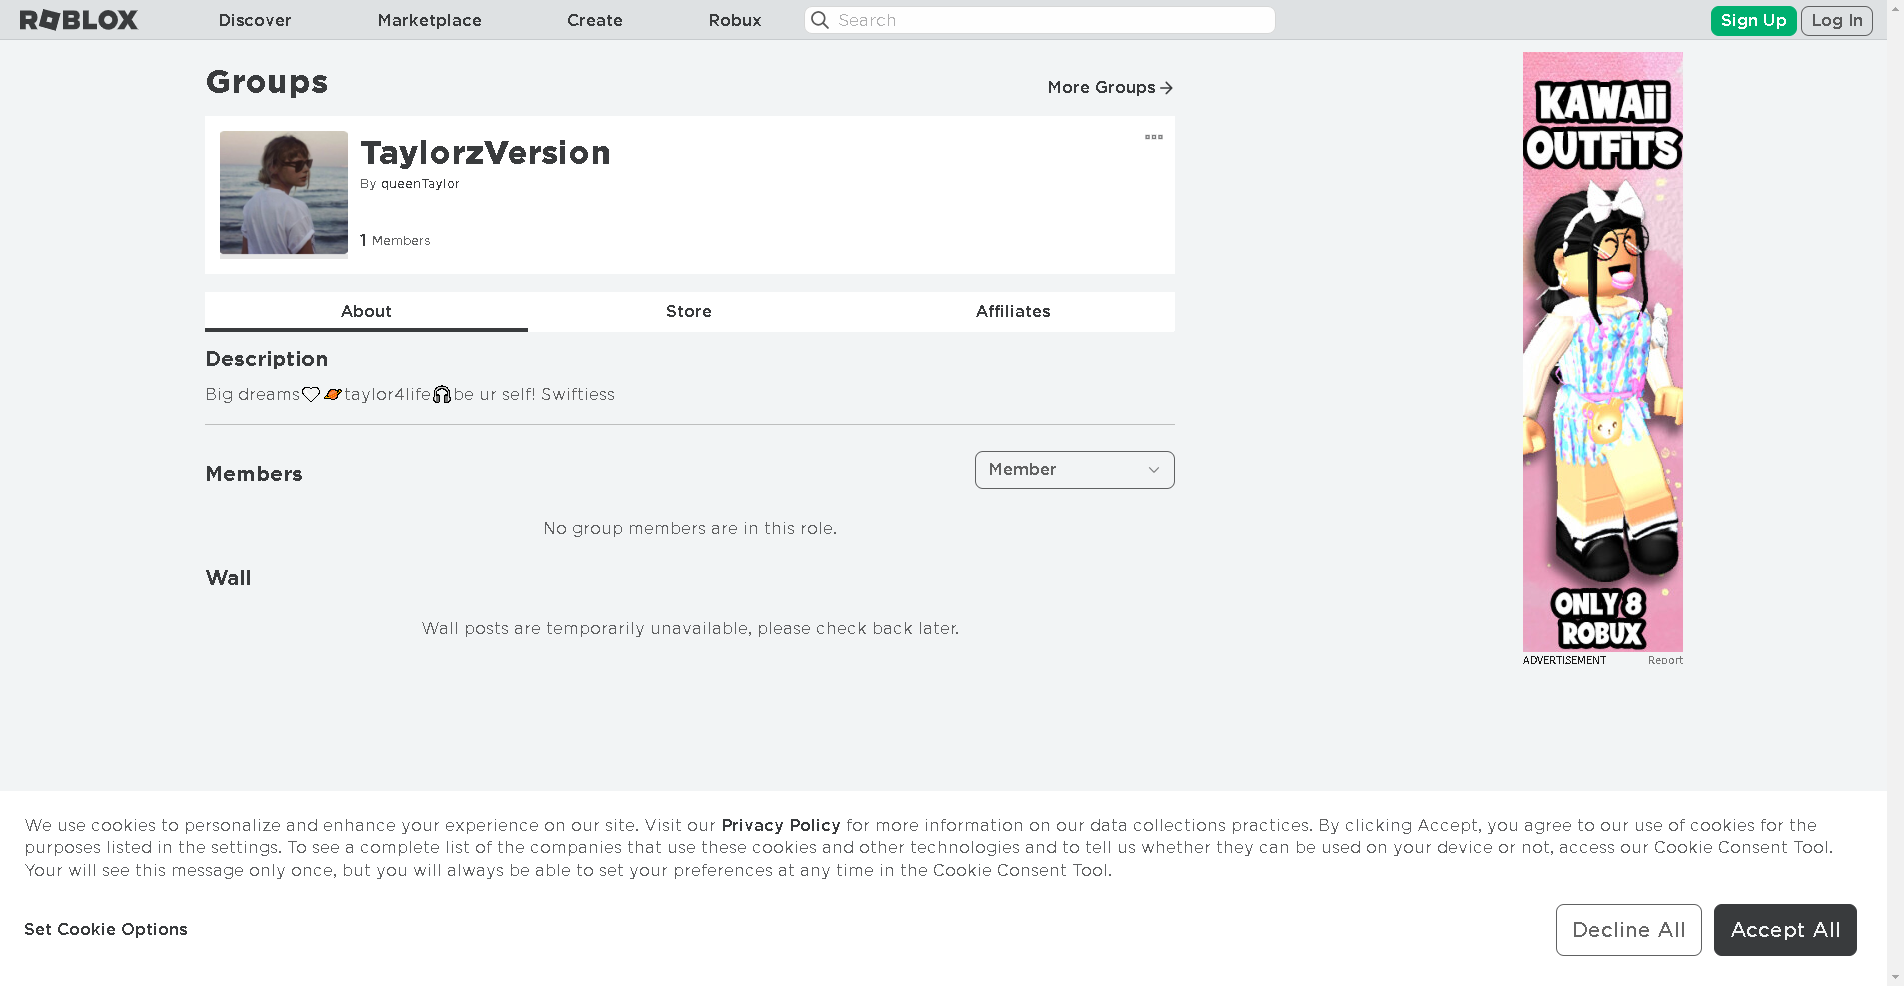 ROBLOX Discover Marketplace Create Robux Search Sign Up Log In
Groups
More Groups
TaylorzVersion
By queenTaylor
1 Members
About Store Affiliates
Description
Big dreams🤍🪐taylor4life🎧be ur self! Swiftiess
Members
Member
No group members are in this role.
Wall
Wall posts are temporarily unavailable, please check back later.
KAWAii
OUTFiTS
ONLY 8
ROBUX
ADVERTISEMENT Report
We use cookies to personalize and enhance your experience on our site. Visit our Privacy Policy for more information on our data collections practices. By clicking Accept, you agree to our use of cookies for the
purposes listed in the settings. To see a complete list of the companies that use these cookies and other technologies and to tell us whether they can be used on your device or not, access our Cookie Consent Tool.
Your will see this message only once, but you will always be able to set your preferences at any time in the Cookie Consent Tool.
Set Cookie Options
Decline All
Accept All